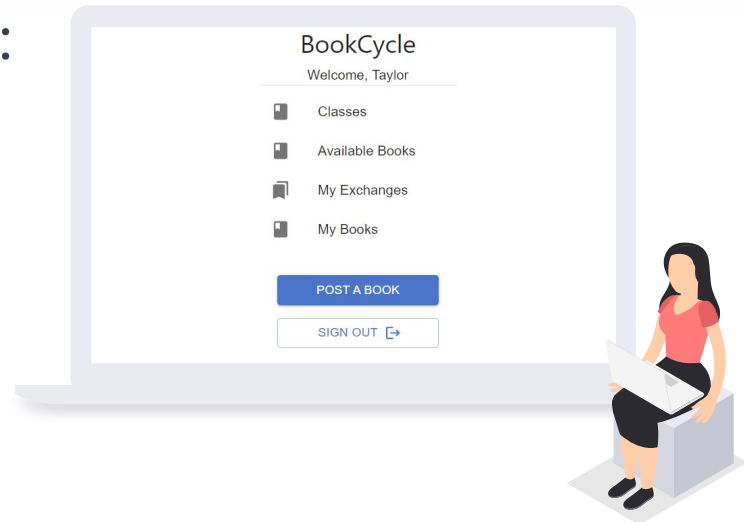 BookCycle
Welcome, Taylor
Classes
Available Books
My Exchanges
My Books
POST A BOOK
SIGN OUT